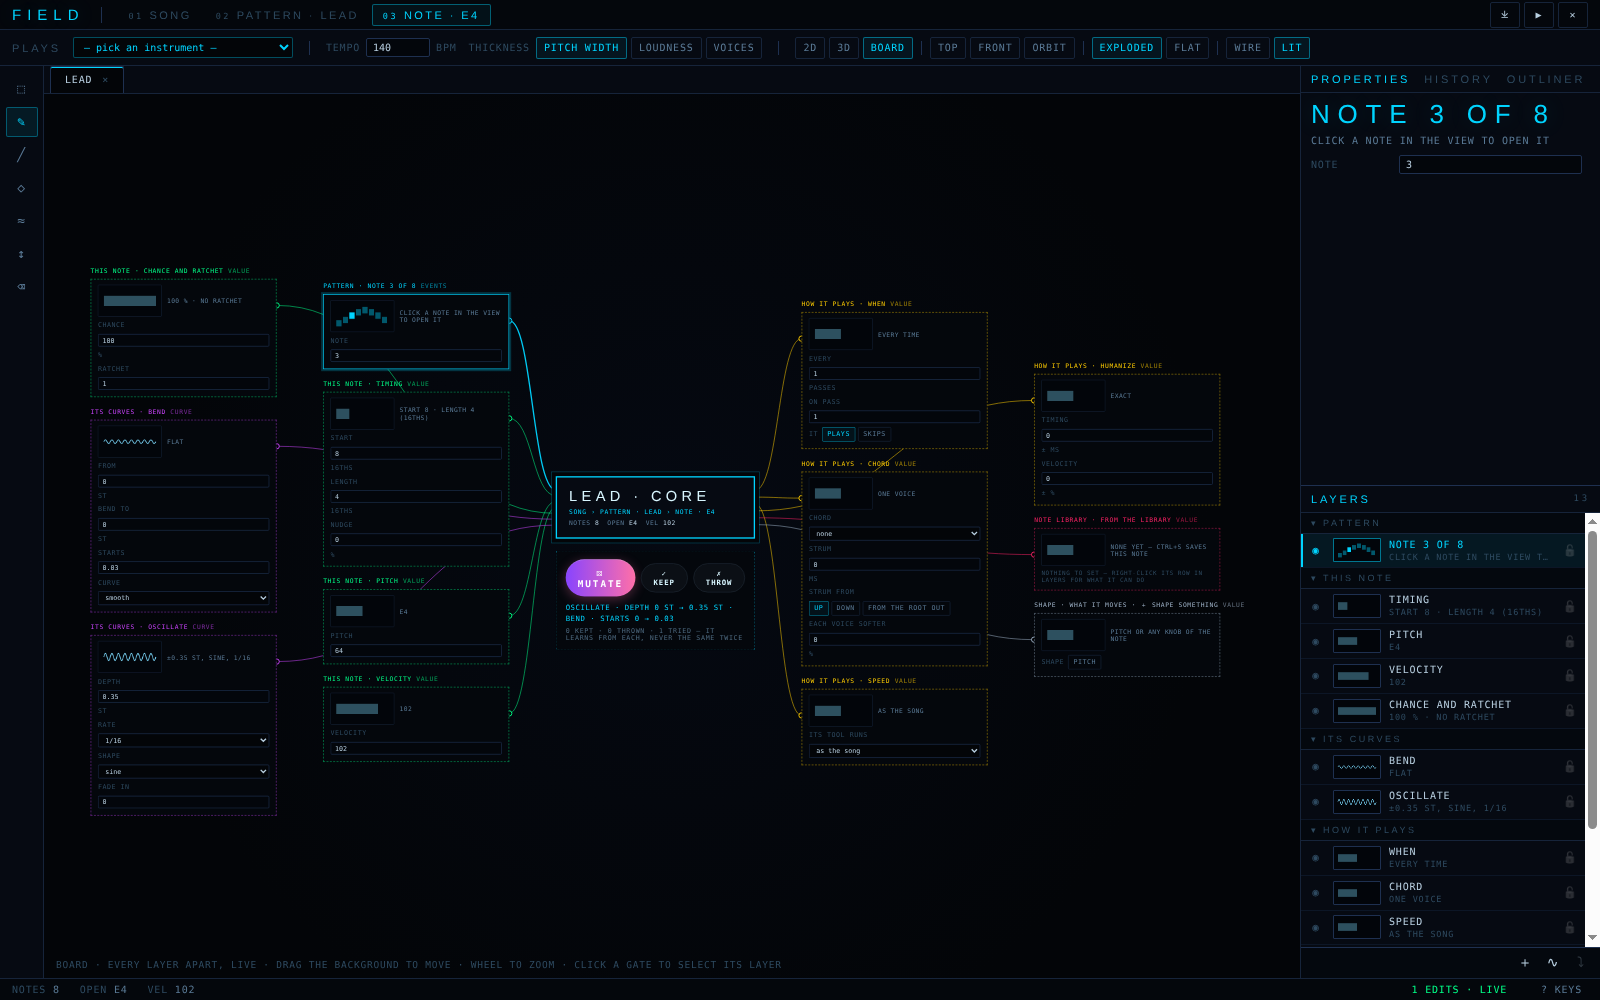 FIELD
01 SONG
02 PATTERN · LEAD
03 NOTE · E4
PLAYS
— pick an instrument —
TEMPO 140 BPM
THICKNESS PITCH WIDTH LOUDNESS VOICES
2D 3D BOARD
TOP FRONT ORBIT
EXPLODED FLAT
WIRE LIT
LEAD ×
THIS NOTE · CHANCE AND RATCHET VALUE
100 % · NO RATCHET
CHANCE
100
%
RATCHET
1
ITS CURVES · BEND CURVE
FLAT
FROM
0
ST
BEND TO
0
ST
STARTS
0.03
CURVE
smooth
ITS CURVES · OSCILLATE CURVE
±0.35 ST, SINE, 1/16
DEPTH
0.35
ST
RATE
1/16
SHAPE
sine
FADE IN
0
PATTERN · NOTE 3 OF 8 EVENTS
CLICK A NOTE IN THE VIEW
TO OPEN IT
NOTE
3
THIS NOTE · TIMING VALUE
START 8 · LENGTH 4
(16THS)
START
8
16THS
LENGTH
4
16THS
NUDGE
0
%
THIS NOTE · PITCH VALUE
E4
PITCH
64
THIS NOTE · VELOCITY VALUE
102
VELOCITY
102
LEAD · CORE
SONG › PATTERN · LEAD › NOTE · E4
NOTES 8 OPEN E4 VEL 102
MUTATE
✓ KEEP
✗ THROW
OSCILLATE · DEPTH 0 ST → 0.35 ST ·
BEND · STARTS 0 → 0.03
0 KEPT · 0 THROWN · 1 TRIED — IT
LEARNS FROM EACH, NEVER THE SAME TWICE
HOW IT PLAYS · WHEN VALUE
EVERY TIME
EVERY
1
PASSES
ON PASS
1
IT PLAYS SKIPS
HOW IT PLAYS · CHORD VALUE
ONE VOICE
CHORD
none
STRUM
0
MS
STRUM FROM
UP DOWN FROM THE ROOT OUT
EACH VOICE SOFTER
0
%
HOW IT PLAYS · SPEED VALUE
AS THE SONG
ITS TOOL RUNS
as the song
HOW IT PLAYS · HUMANIZE VALUE
EXACT
TIMING
0
± MS
VELOCITY
0
± %
NOTE LIBRARY · FROM THE LIBRARY VALUE
NONE YET — CTRL+S SAVES
THIS NOTE
NOTHING TO SET — RIGHT-CLICK ITS ROW IN
LAYERS FOR WHAT IT CAN DO
SHAPE · WHAT IT MOVES · + SHAPE SOMETHING VALUE
PITCH OR ANY KNOB OF THE
NOTE
SHAPE PITCH
BOARD · EVERY LAYER APART, LIVE · DRAG THE BACKGROUND TO MOVE · WHEEL TO ZOOM · CLICK A GATE TO SELECT ITS LAYER
PROPERTIES HISTORY OUTLINER
NOTE 3 OF 8
CLICK A NOTE IN THE VIEW TO OPEN IT
NOTE 3
LAYERS 13
▾ PATTERN
NOTE 3 OF 8
CLICK A NOTE IN THE VIEW T…
▾ THIS NOTE
TIMING
START 8 · LENGTH 4 (16THS)
PITCH
E4
VELOCITY
102
CHANCE AND RATCHET
100 % · NO RATCHET
▾ ITS CURVES
BEND
FLAT
OSCILLATE
±0.35 ST, SINE, 1/16
▾ HOW IT PLAYS
WHEN
EVERY TIME
CHORD
ONE VOICE
SPEED
AS THE SONG
NOTES 8 OPEN E4 VEL 102
1 EDITS · LIVE
? KEYS